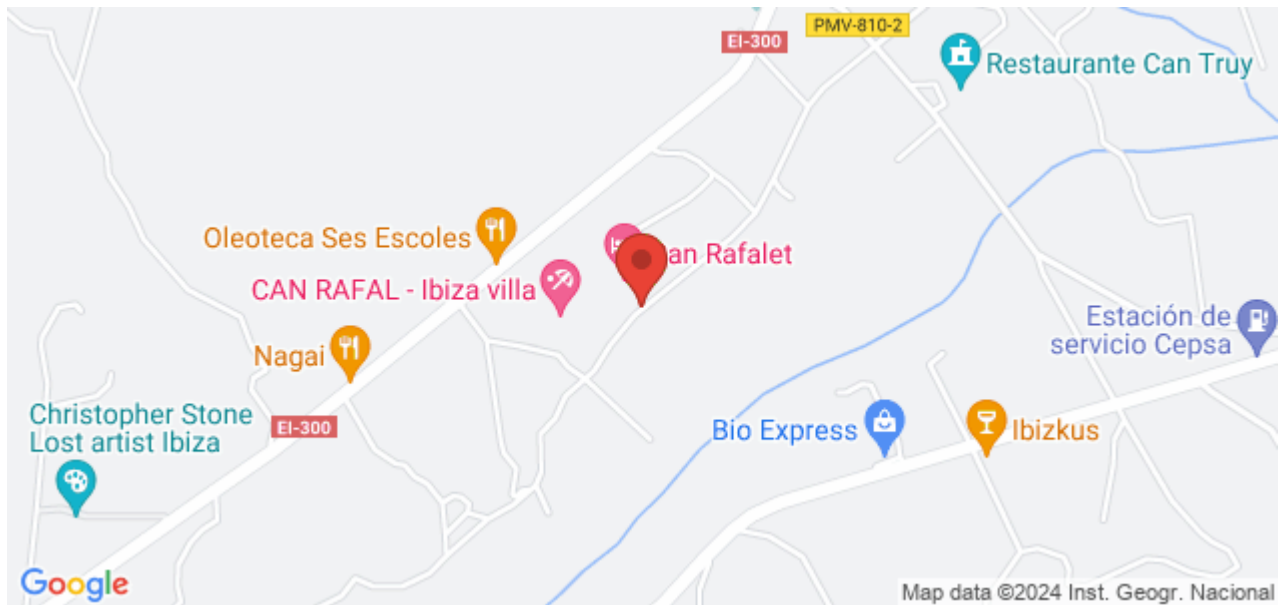 PMV-810-2
EI-300
Restaurante Can Truy
Oleoteca Ses Escoles
an Rafalet
CAN RAFAL - Ibiza villa
Estación de
servicio Cepsa
Nagai
Christopher Stone
Lost artist Ibiza
EI-300
Bio Express
Ibizkus
Google
Map data ©2024 Inst. Geogr. Nacional